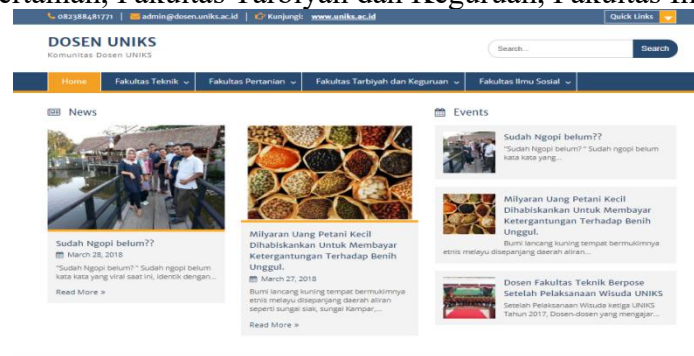 Fakultas Tarbiyah dan Keguruan, Fakultas
082388481771 | admin@dosen.uniks.ac.id | Kunjungi: www.uniks.ac.id
Quick Links
DOSEN UNIKS
Komunitas Dosen UNIKS
Search...
Search
Home
Fakultas Teknik
Fakultas Pertanian
Fakultas Tarbiyah dan Keguruan
Fakultas Ilmu Sosial
News
Sudah Ngopi belum??
March 28, 2018
"Sudah Ngopi belum? " Sudah ngopi belum
kata kata yang viral saat ini, identik dengan...
Read More »
Milyaran Uang Petani Kecil
Dihabiskankan Untuk Membayar
Ketergantungan Terhadap Benih
Unggul.
March 27, 2018
Bumi lancang kuning tempat bermukimnya
etnis melayu disepanjang daerah aliran
seperti sungai siak, sungai Kampar,...
Read More »
Events
Sudah Ngopi belum??
"Sudah Ngopi belum? " Sudah ngopi belum
kata kata yang...
Milyaran Uang Petani Kecil
Dihabiskankan Untuk Membayar
Ketergantungan Terhadap Benih
Unggul.
Bumi lancang kuning tempat bermukimnya
etnis melayu disepanjang daerah aliran...
Dosen Fakultas Teknik Berpose
Setelah Pelaksanaan Wisuda UNIKS
Setelah Pelaksanaan Wisuda ketiga UNIKS
Tahun 2017, Dosen-dosen yang mengajar...